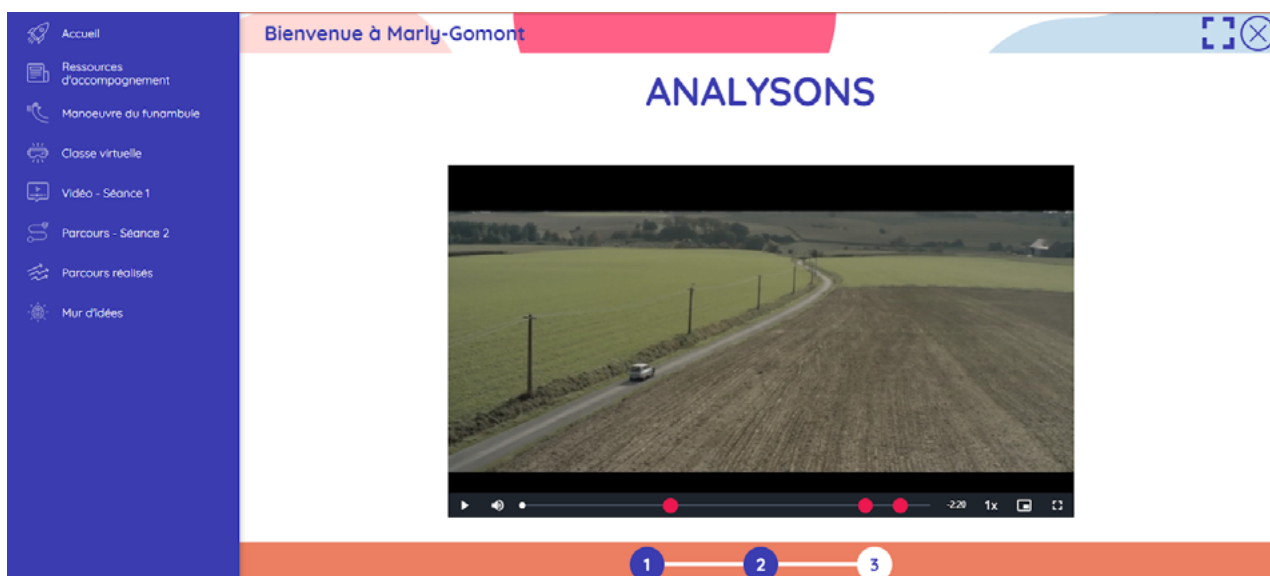 Accueil
Ressources
d'accompagnement
Manoeuvre du funambule
Classe virtuelle
Vidéo - Séance 1
Parcours - Séance 2
Parcours réalisés
Mur d'idées
Bienvenue à Marly-Gomont
ANALYSONS
-2:20 1x
1 2 3